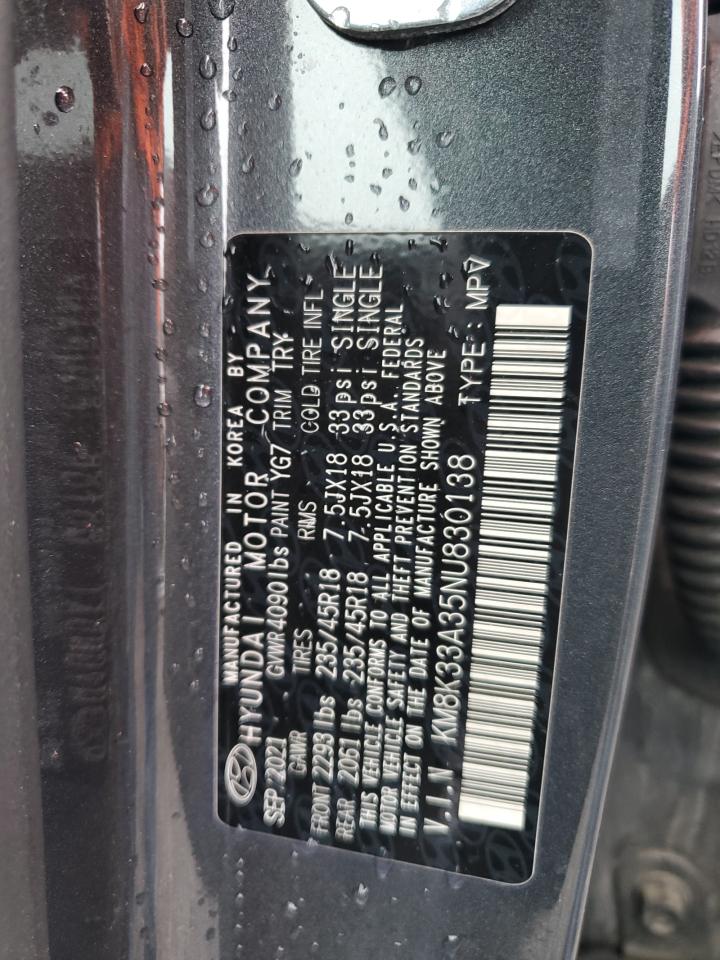 MANUFACTURED IN KOREA BY
HYUNDAI MOTOR COMPANY
SEP/2021 GVWR 4090 lbs PAINT YG7 TRIM TRY
GAWR TIRES RIMS COLD TIRE INFL
FRONT 2293 lbs 235/45R18 7.5JX18 33 psi SINGLE
REAR 2061 lbs 235/45R18 7.5JX18 33 psi SINGLE
THIS VEHICLE CONFORMS TO ALL APPLICABLE U.S.A. FEDERAL
MOTOR VEHICLE SAFETY AND THEFT PREVENTION STANDARDS
IN EFFECT ON THE DATE OF MANUFACTURE SHOWN ABOVE
V.I.N KM8K33A35NU830138 TYPE : MPV